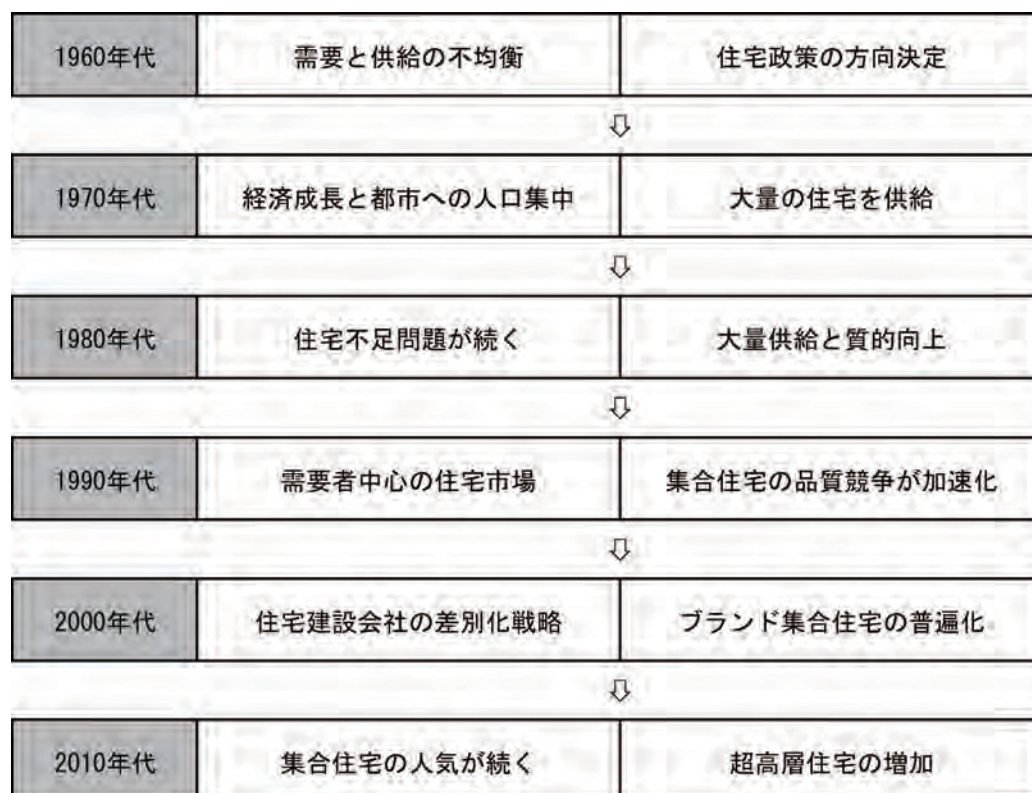 1960年代 需要と供給の不均衡 住宅政策の方向決定
⇩
1970年代 経済成長と都市への人口集中 大量の住宅を供給
⇩
1980年代 住宅不足問題が続く 大量供給と質的向上
⇩
1990年代 需要者中心の住宅市場 集合住宅の品質競争が加速化
⇩
2000年代 住宅建設会社の差別化戦略 ブランド集合住宅の普遍化
⇩
2010年代 集合住宅の人気が続く 超高層住宅の増加